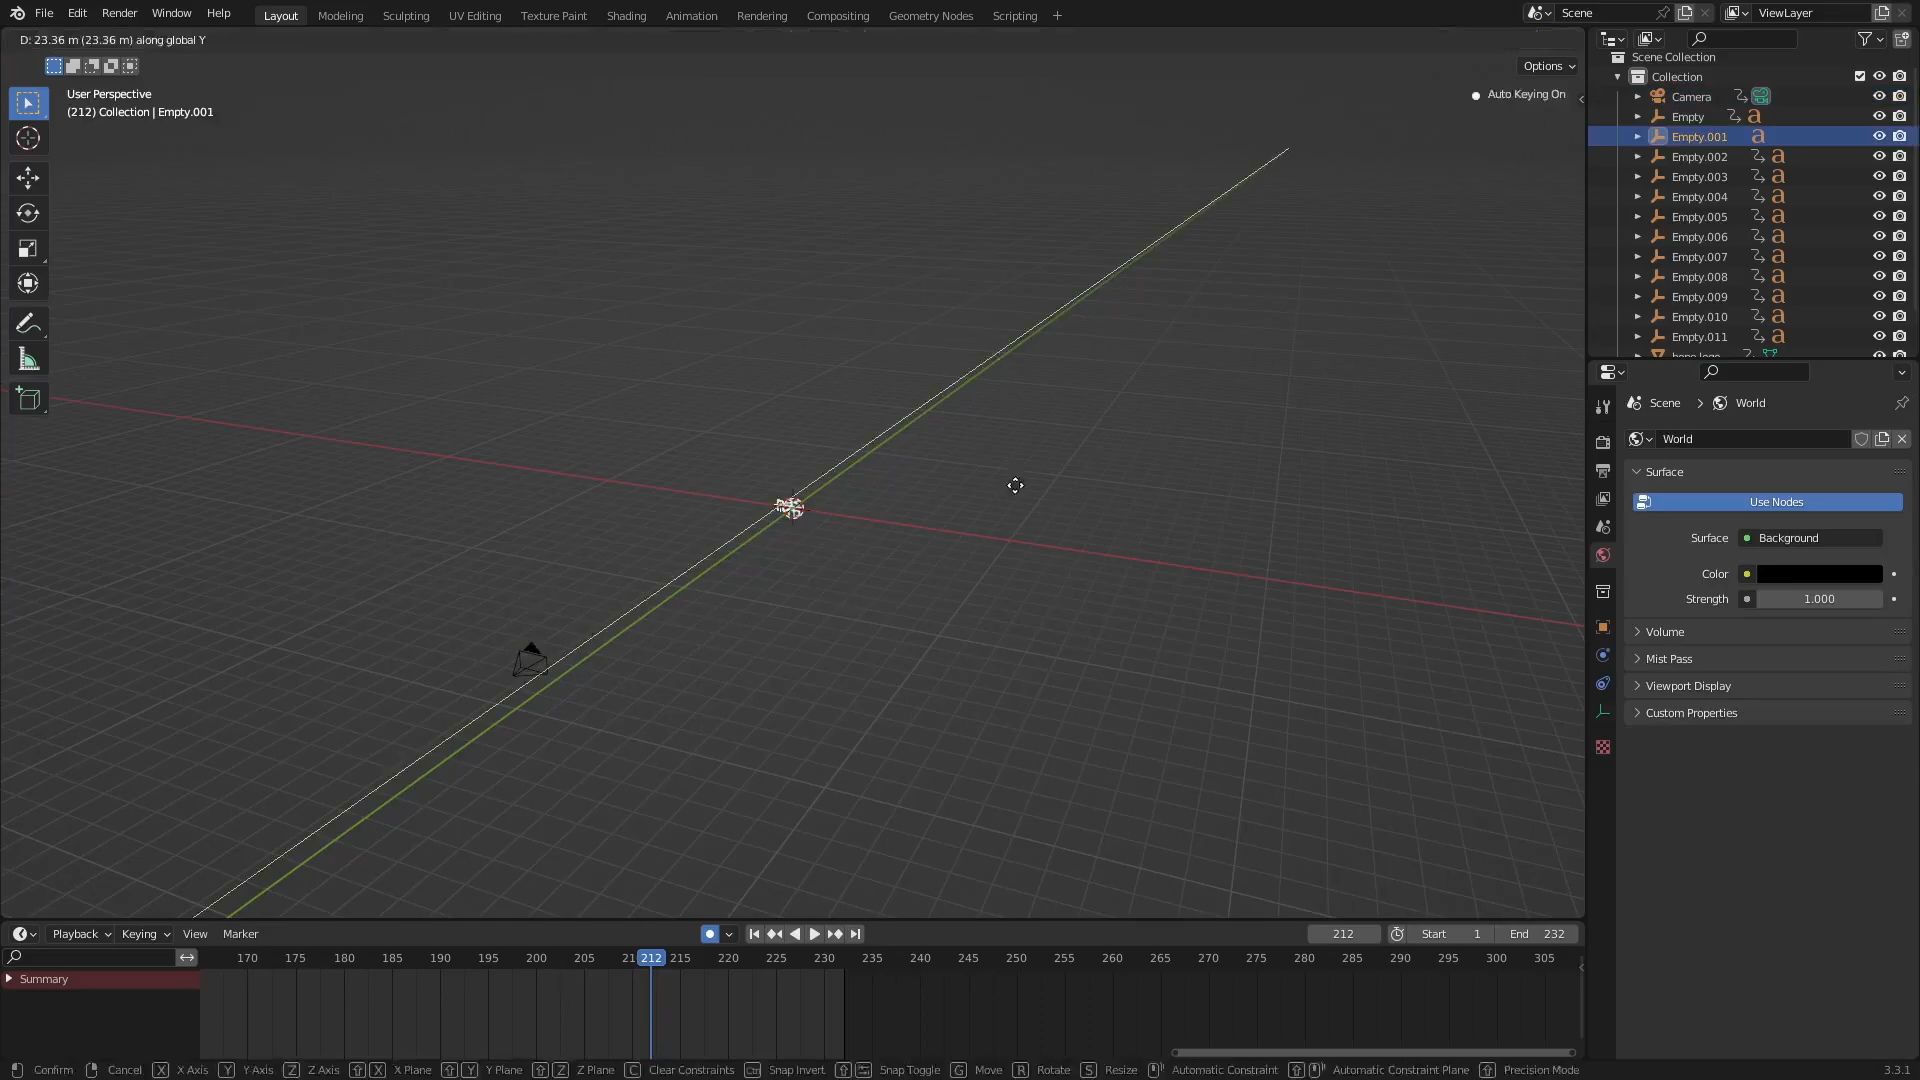 File Edit Render Window Help Layout Modeling Sculpting UV Editing Texture Paint Shading Animation Rendering Compositing Geometry Nodes Scripting Scene ViewLayer
D: 23.36 m (23.36 m) along global Y
Options
User Perspective
(212) Collection | Empty.001
Auto Keying On
Scene Collection
Collection
Camera
Empty
Empty.001
Empty.002
Empty.003
Empty.004
Empty.005
Empty.006
Empty.007
Empty.008
Empty.009
Empty.010
Empty.011
Scene World
World
Surface
Use Nodes
Surface Background
Color
Strength 1.000
Volume
Mist Pass
Viewport Display
Custom Properties
Playback Keying View Marker 212 Start 1 End 232
170 175 180 185 190 195 200 205 21 212 215 220 225 230 235 240 245 250 255 260 265 270 275 280 285 290 295 300 305
Summary
Confirm Cancel X X Axis Y Y Axis Z Z Axis X X Plane Y Y Plane Z Z Plane C Clear Constraints Ctrl Snap Invert Snap Toggle G Move R Rotate S Resize Automatic Constraint Automatic Constraint Plane Precision Mode 3.3.1